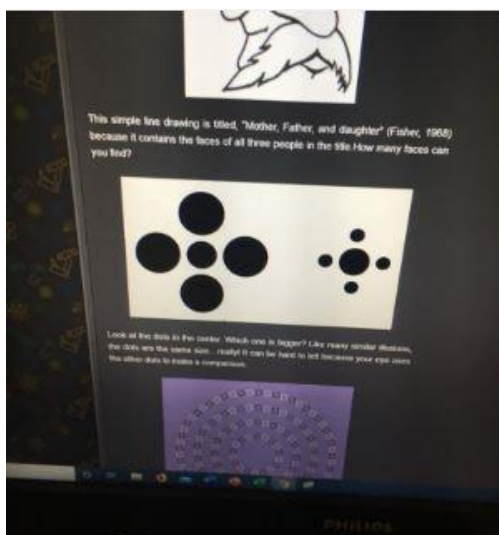 This simple line drawing is titled, "Mother, Father, and daughter" (Fisher, 1968)
because it contains the faces of all three people in the title.How many faces can
you find?
Look at the dots in the center. Which one is bigger? Like many similar illusions,
the dots are the same size... really! It can be hard to tell because your eye uses
the other dots to make a comparison.
PHILIPS